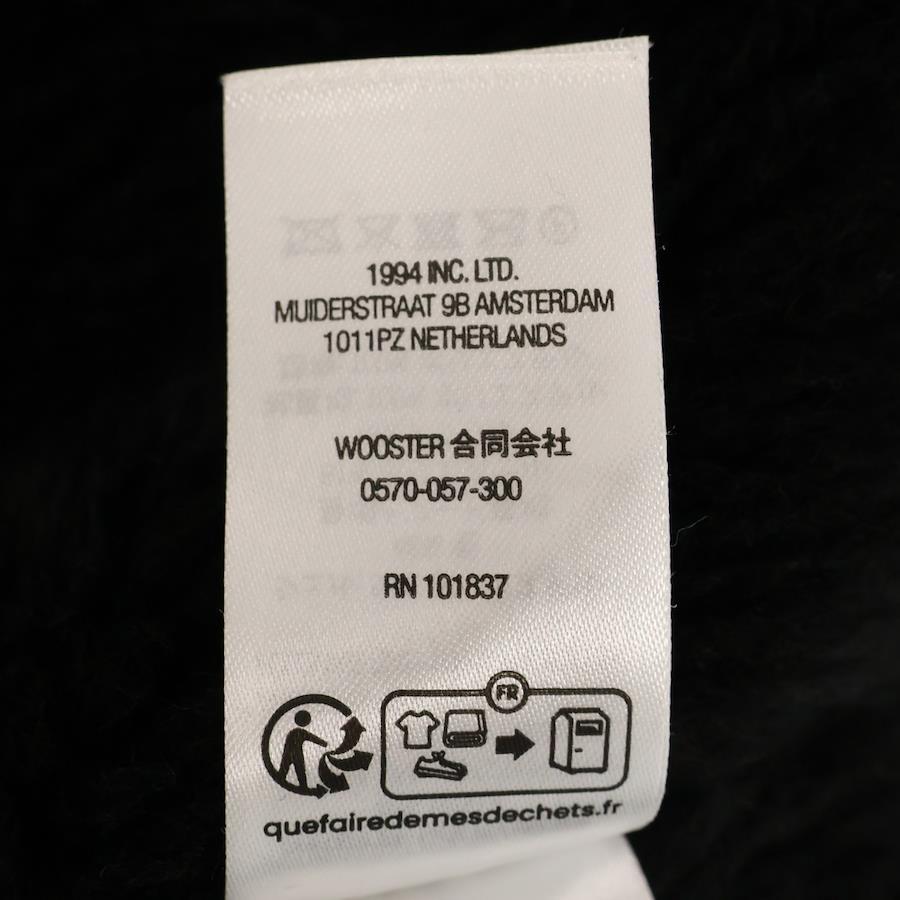 1994 INC. LTD.
MUIDERSTRAAT 9B AMSTERDAM
1011PZ NETHERLANDS
WOOSTER 合同会社
0570-057-300
RN 101837
FR
quefairedemesdechets.fr